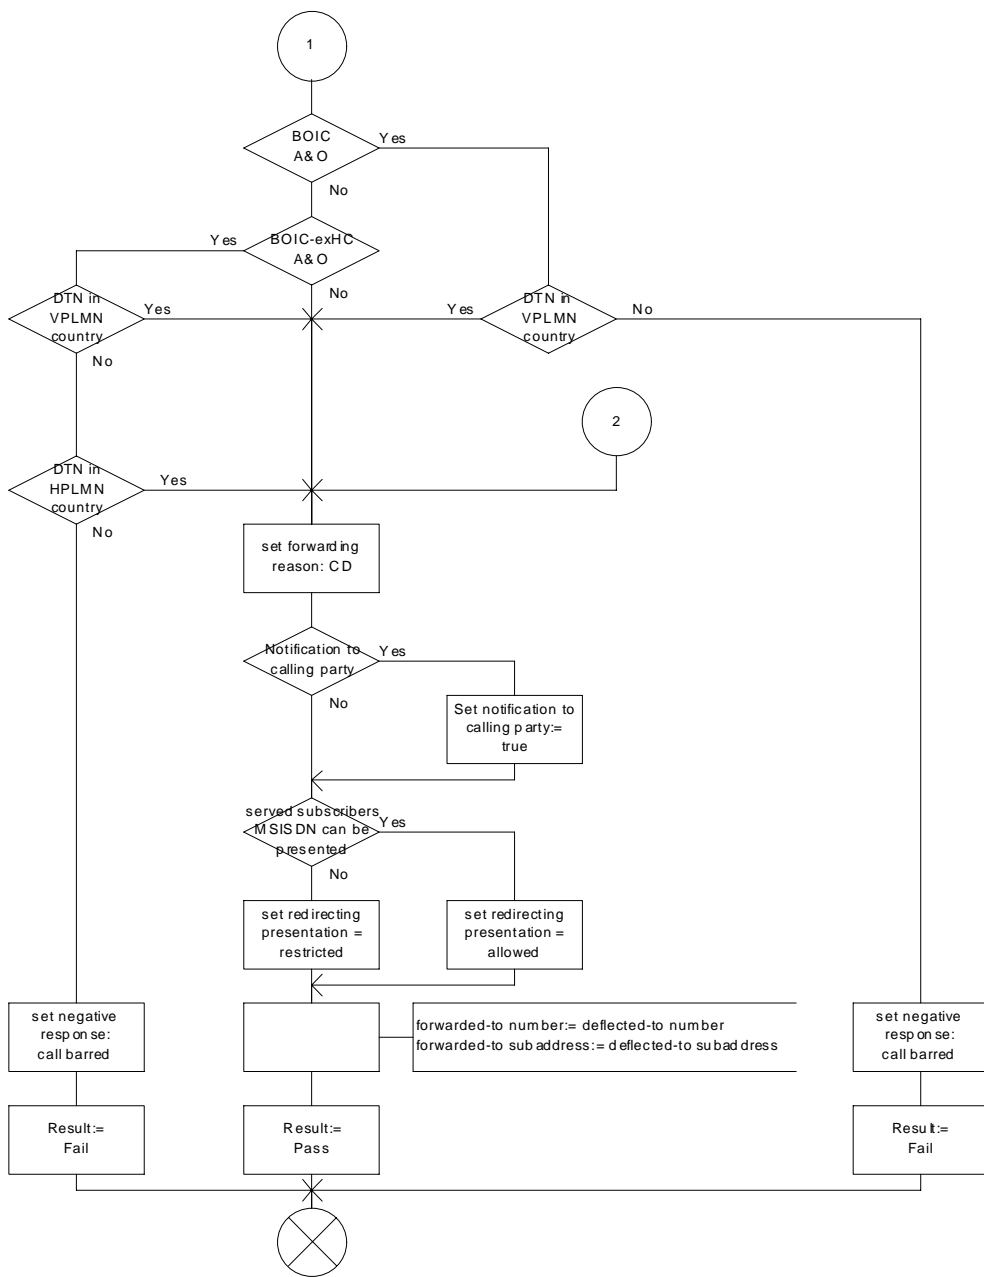 1
BOIC
A&O
Yes
No
BOIC-exHC
A&O
Yes
No
DTN in
VPLMN
country
Yes
No
DTN in
VPLMN
country
Yes
No
2
DTN in
HPLMN
country
Yes
No
set forwarding
reason: CD
Notification to
calling party
Yes
No
Set notification to
calling party:=
true
served subscribers
MSISDN can be
presented
Yes
No
set redirecting
presentation =
restricted
set redirecting
presentation =
allowed
set negative
response:
call barred
forwarded-to number:= deflected-to number
forwarded-to subaddress:= deflected-to subaddress
set negative
response:
call barred
Result:=
Fail
Result:=
Pass
Result:=
Fail